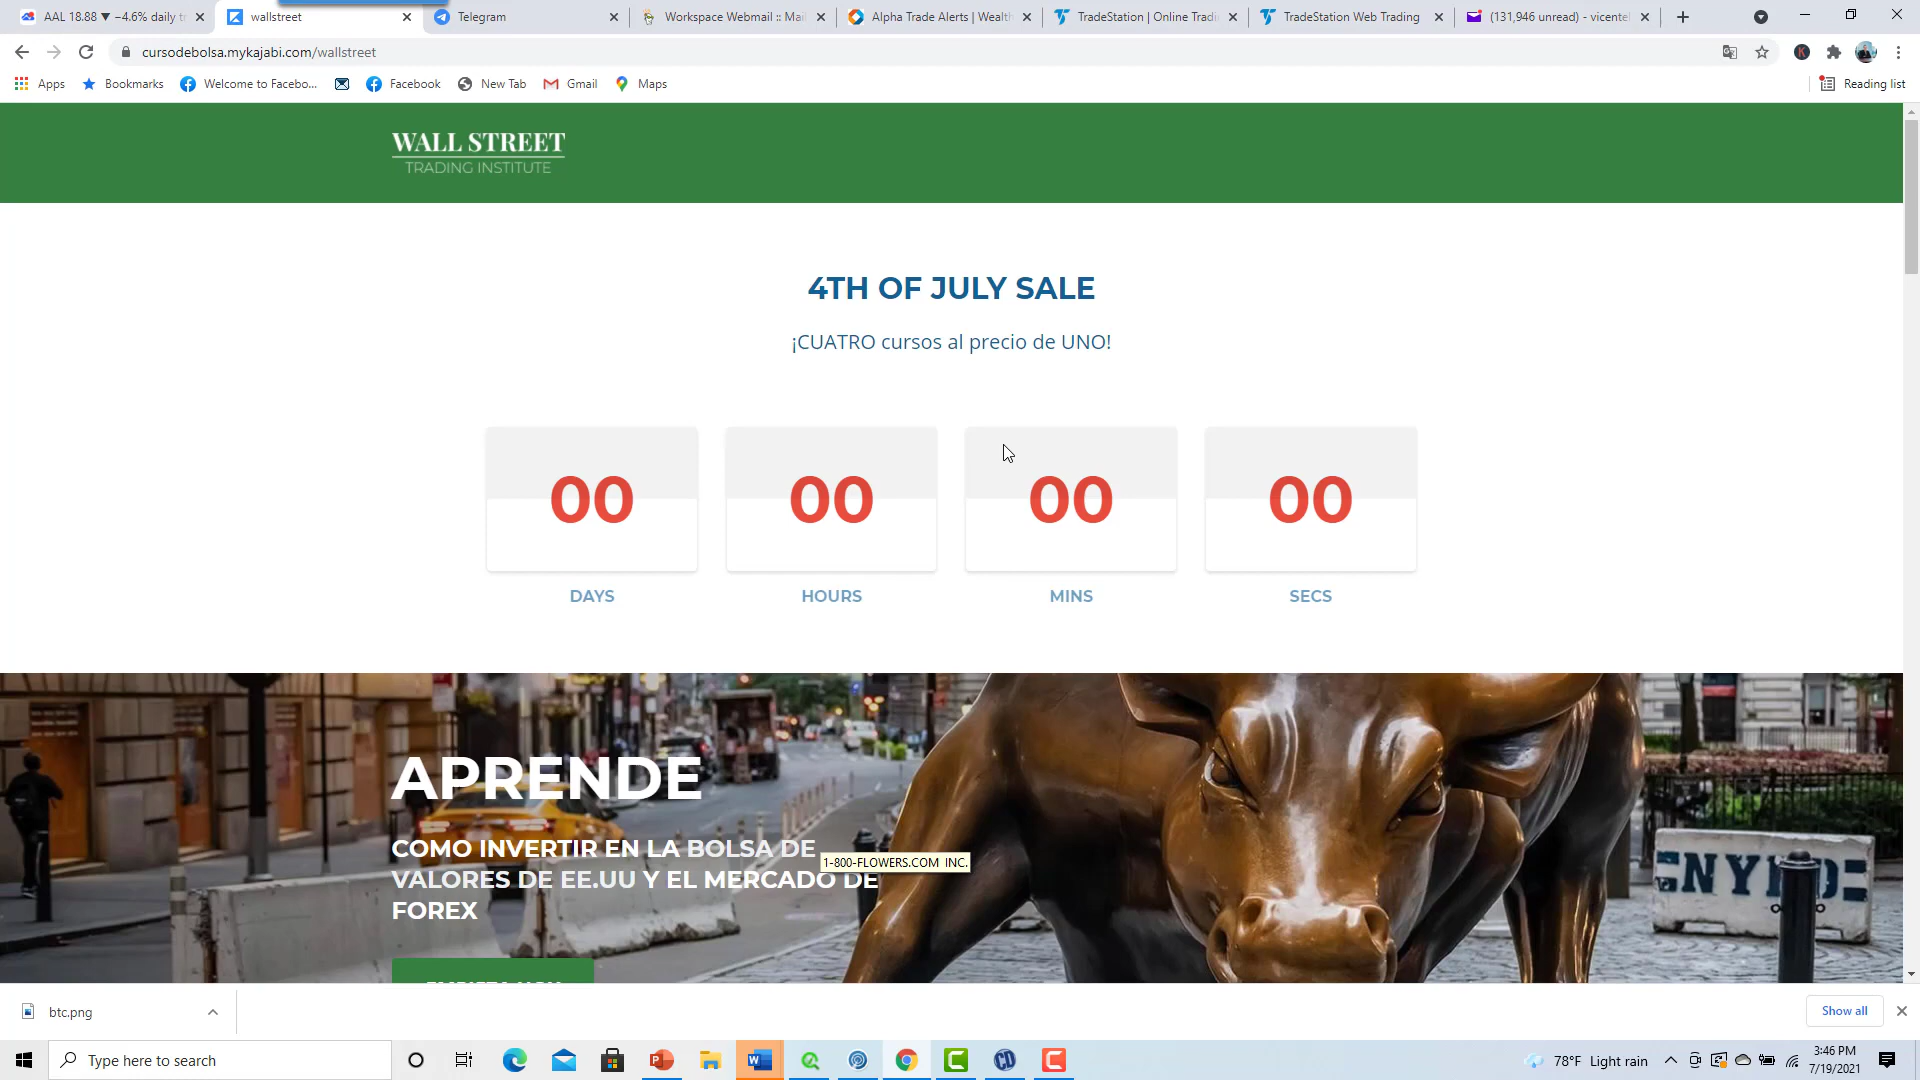 AAL 18.88 ▼ −4.6% daily
wallstreet
Telegram
Workspace Webmail :: Mai
Alpha Trade Alerts | Wealth
TradeStation | Online Tradi
TradeStation Web Trading
(131,946 unread) - vicente
cursodebolsa.mykajabi.com/wallstreet
Apps
Bookmarks
Welcome to Facebo...
Facebook
New Tab
Gmail
Maps
Reading list
WALL STREET
TRADING INSTITUTE
4TH OF JULY SALE
¡CUATRO cursos al precio de UNO!
00 00 00 00
DAYS HOURS MINS SECS
APRENDE
COMO INVERTIR EN LA BOLSA DE
VALORES DE EE.UU Y EL MERCADO DE
FOREX
1-800-FLOWERS.COM INC.
btc.png
Show all
Type here to search
78°F Light rain
3:46 PM
7/19/2021